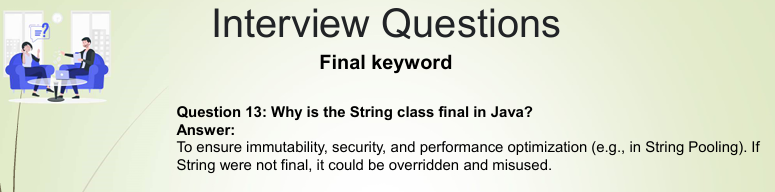 Interview Questions
Final keyword
Question 13: Why is the String class final in Java?
Answer:
To ensure immutability, security, and performance optimization (e.g., in String Pooling). If
String were not final, it could be overridden and misused.